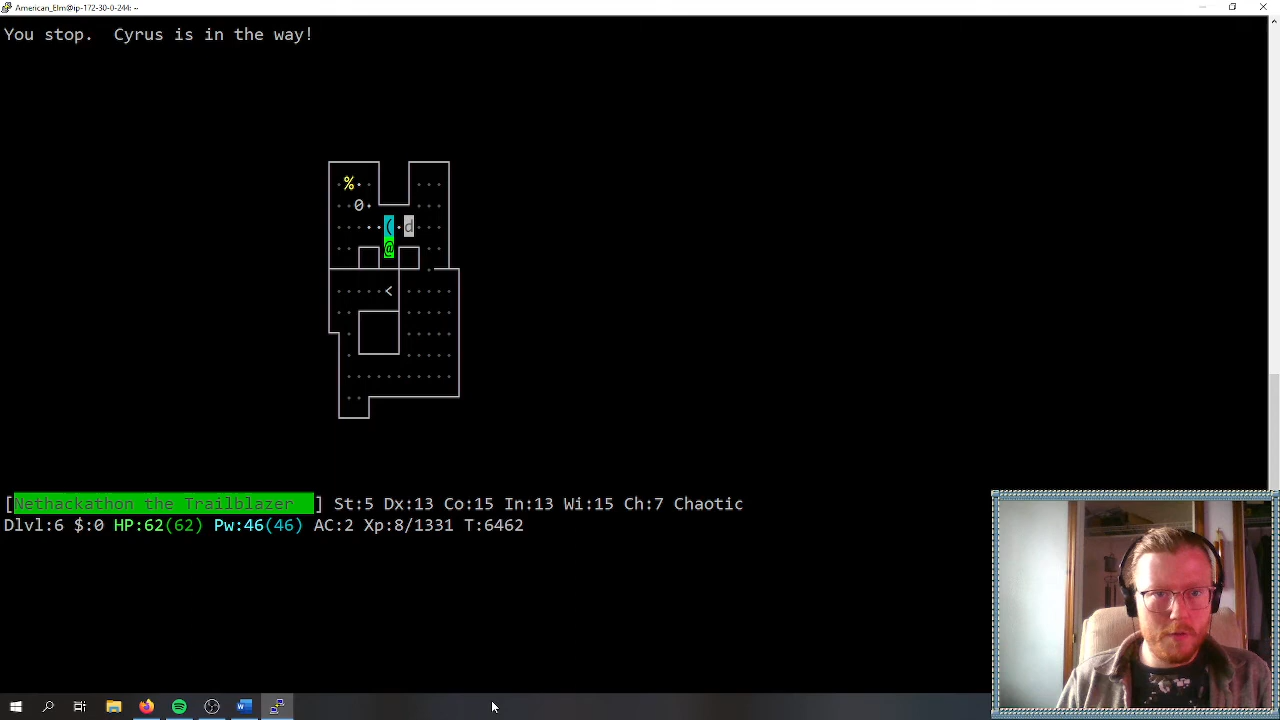 American_Elm@ip-172-30-0-244: ~
You stop.  Cyrus is in the way!
%
0
( d
@
<
[Nethackathon the Trailblazer  ] St:5 Dx:13 Co:15 In:13 Wi:15 Ch:7 Chaotic
Dlvl:6 $:0 HP:62(62) Pw:46(46) AC:2 Xp:8/1331 T:6462